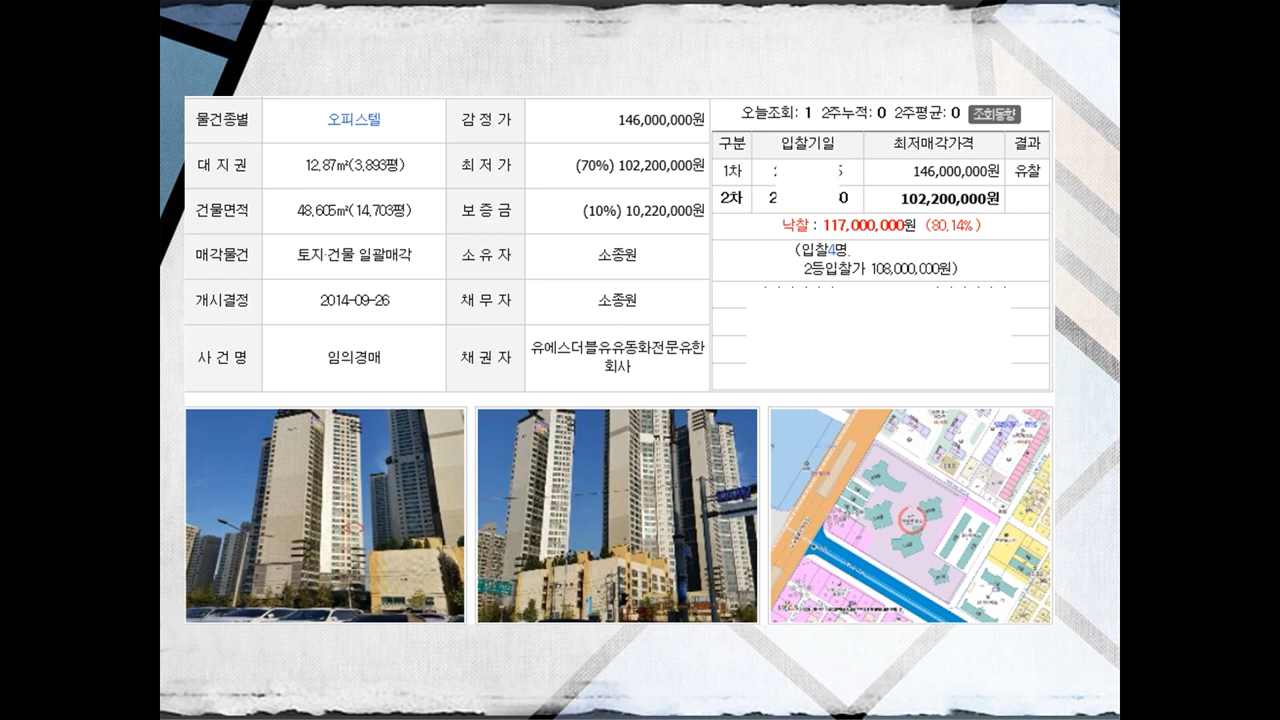 물건종별 오피스텔 감 정 가 146,000,000원
대 지 권 12.87㎡(3.893평) 최 저 가 (70%) 102,200,000원
건물면적 48.605㎡(14.703평) 보 증 금 (10%) 10,220,000원
매각물건 토지·건물 일괄매각 소 유 자 소종원
개시결정 2014-09-26 채 무 자 소종원
사 건 명 임의경매 채 권 자 유에스더블유유동화전문유한
회사
오늘조회: 1 2주누적: 0 2주평균: 0 조회동향
구분 입찰기일 최저매각가격 결과
1차 146,000,000원 유찰
2차 2 0 102,200,000원
낙찰 : 117,000,000원 (80.14%)
(입찰4명,
2등입찰가 108,000,000원)